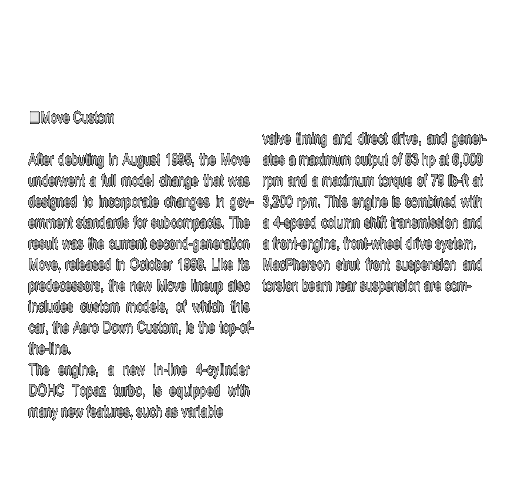 ■Move Custom
After debuting in August 1995, the Move
underwent a full model change that was
designed to incorporate changes in gov-
ernment standards for subcompacts. The
result was the current second-generation
Move, released in October 1998. Like its
predecessors, the new Move lineup also
includes custom models, of which this
car, the Aero Down Custom, is the top-of-
the-line.
The engine, a new in-line 4-cylinder
DOHC Topaz turbo, is equipped with
many new features, such as variable
valve timing and direct drive, and gener-
ates a maximum output of 63 hp at 6,000
rpm and a maximum torque of 79 lb-ft at
3,200 rpm. This engine is combined with
a 4-speed column shift transmission and
a front-engine, front-wheel drive system.
MacPherson strut front suspension and
torsion beam rear suspension are com-